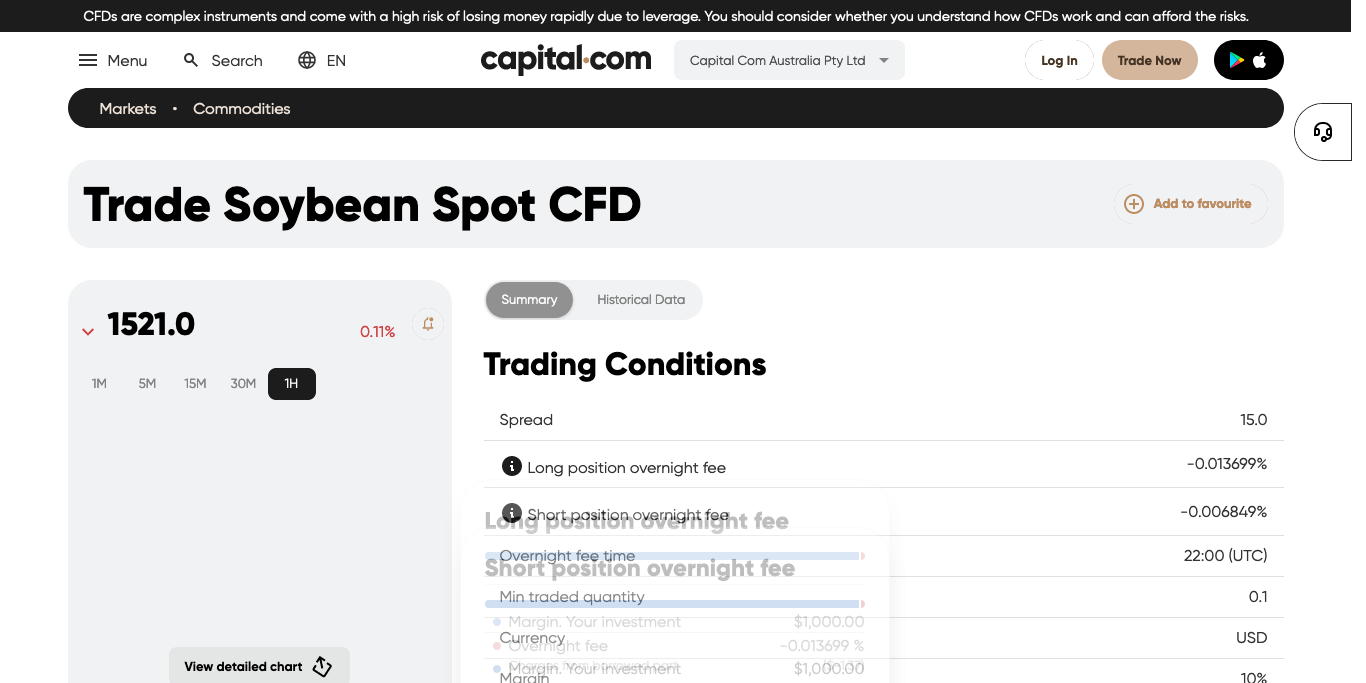 CFDs are complex instruments and come with a high risk of losing money rapidly due to leverage. You should consider whether you understand how CFDs work and can afford the risks.
Menu
Search
EN
capital.com
Capital Com Australia Pty Ltd
Log In
Trade Now
Markets • Commodities
Trade Soybean Spot CFD
Add to favourite
1521.0
0.11%
1M 5M 15M 30M 1H
View detailed chart
Summary
Historical Data
Trading Conditions
Spread 15.0
Long position overnight fee -0.013699%
Short position overnight fee -0.006849%
Long position overnight fee
Overnight fee time 22:00 (UTC)
Short position overnight fee
Min traded quantity 0.1
Margin. Your investment $1,000.00
Currency USD
Overnight fee -0.013699 %
Margin. Your investment $1,000.00
Margin 10%